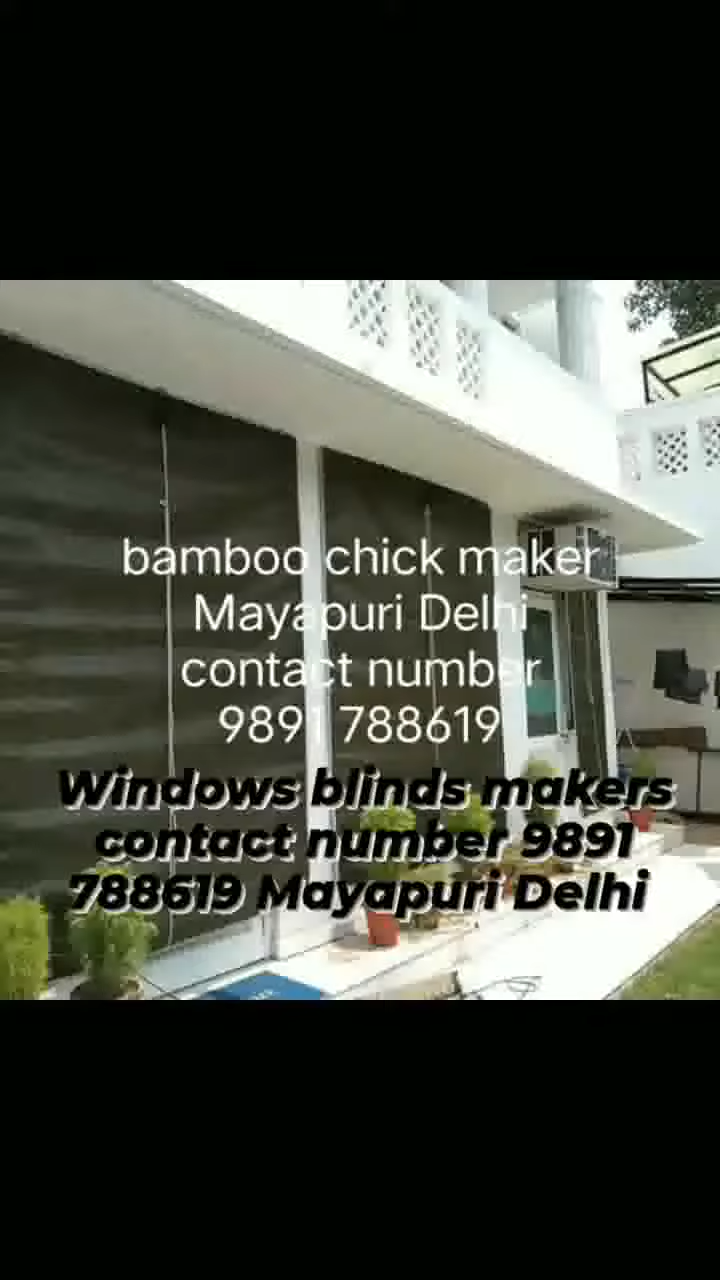 bamboo chick maker
Mayapuri Delhi
contact number
9891 788619
Windows blinds makers
contact number 9891
788619 Mayapuri Delhi